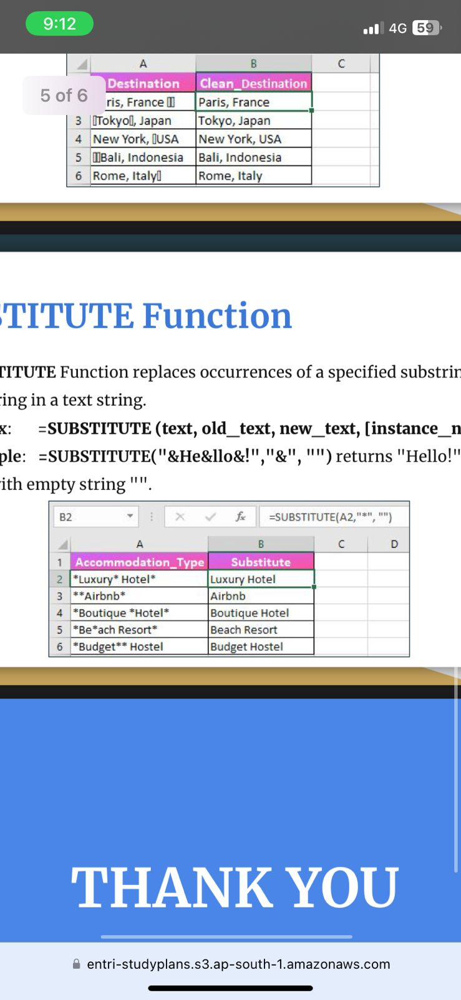 9:12
4G 59
A B C
5 of 6
Destination Clean_Destination
ris, France Paris, France
3 Tokyo, Japan Tokyo, Japan
4 New York, USA New York, USA
5 Bali, Indonesia Bali, Indonesia
6 Rome, Italy Rome, Italy
STITUTE Function
TITUTE Function replaces occurrences of a specified substrin
ring in a text string.
x: =SUBSTITUTE (text, old_text, new_text, [instance_n
ple: =SUBSTITUTE("&He&llo&!","&", "") returns "Hello!"
ith empty string "".
B2 fx =SUBSTITUTE(A2,"*", "")
A B C D
1 Accommodation_Type Substitute
2 *Luxury* Hotel* Luxury Hotel
3 **Airbnb* Airbnb
4 *Boutique *Hotel* Boutique Hotel
5 *Be*ach Resort* Beach Resort
6 *Budget** Hostel Budget Hostel
THANK YOU
entri-studyplans.s3.ap-south-1.amazonaws.com